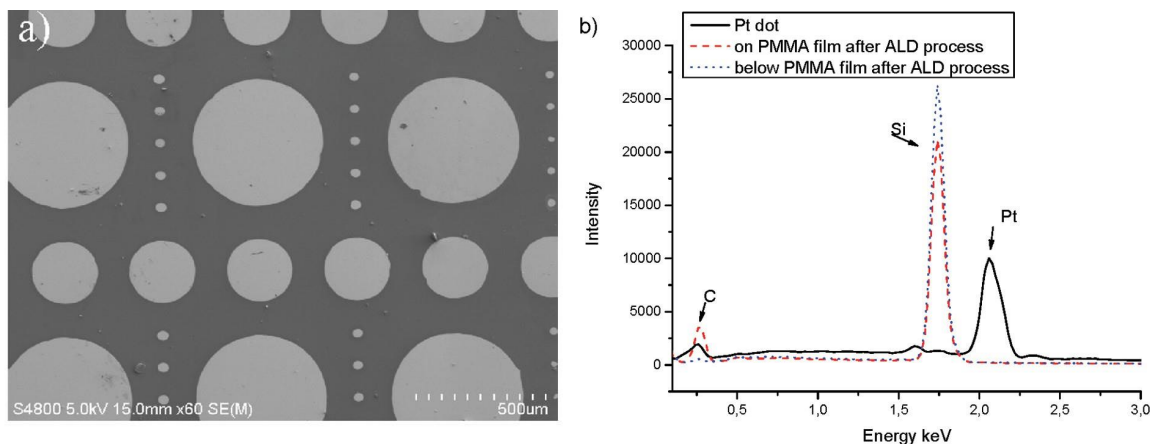 a)
S4800 5.0kV 15.0mm x60 SE(M)
500um
b)
Pt dot
on PMMA film after ALD process
below PMMA film after ALD process
30000
25000
20000
15000
10000
5000
0
Intensity
Si
Pt
C
0,5
1,0
1,5
2,0
2,5
3,0
Energy keV